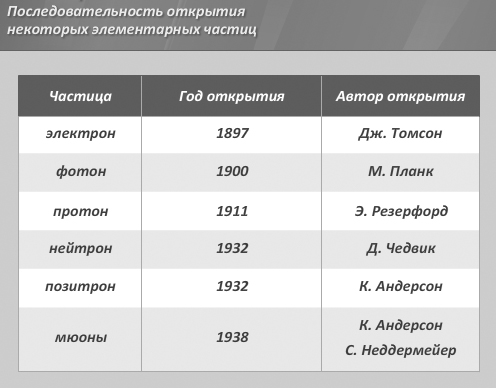 Последовательность открытия
некоторых элементарных частиц
Частица Год открытия Автор открытия
электрон 1897 Дж. Томсон
фотон 1900 М. Планк
протон 1911 Э. Резерфорд
нейтрон 1932 Д. Чедвик
позитрон 1932 К. Андерсон
мюоны 1938 К. Андерсон
С. Неддермейер